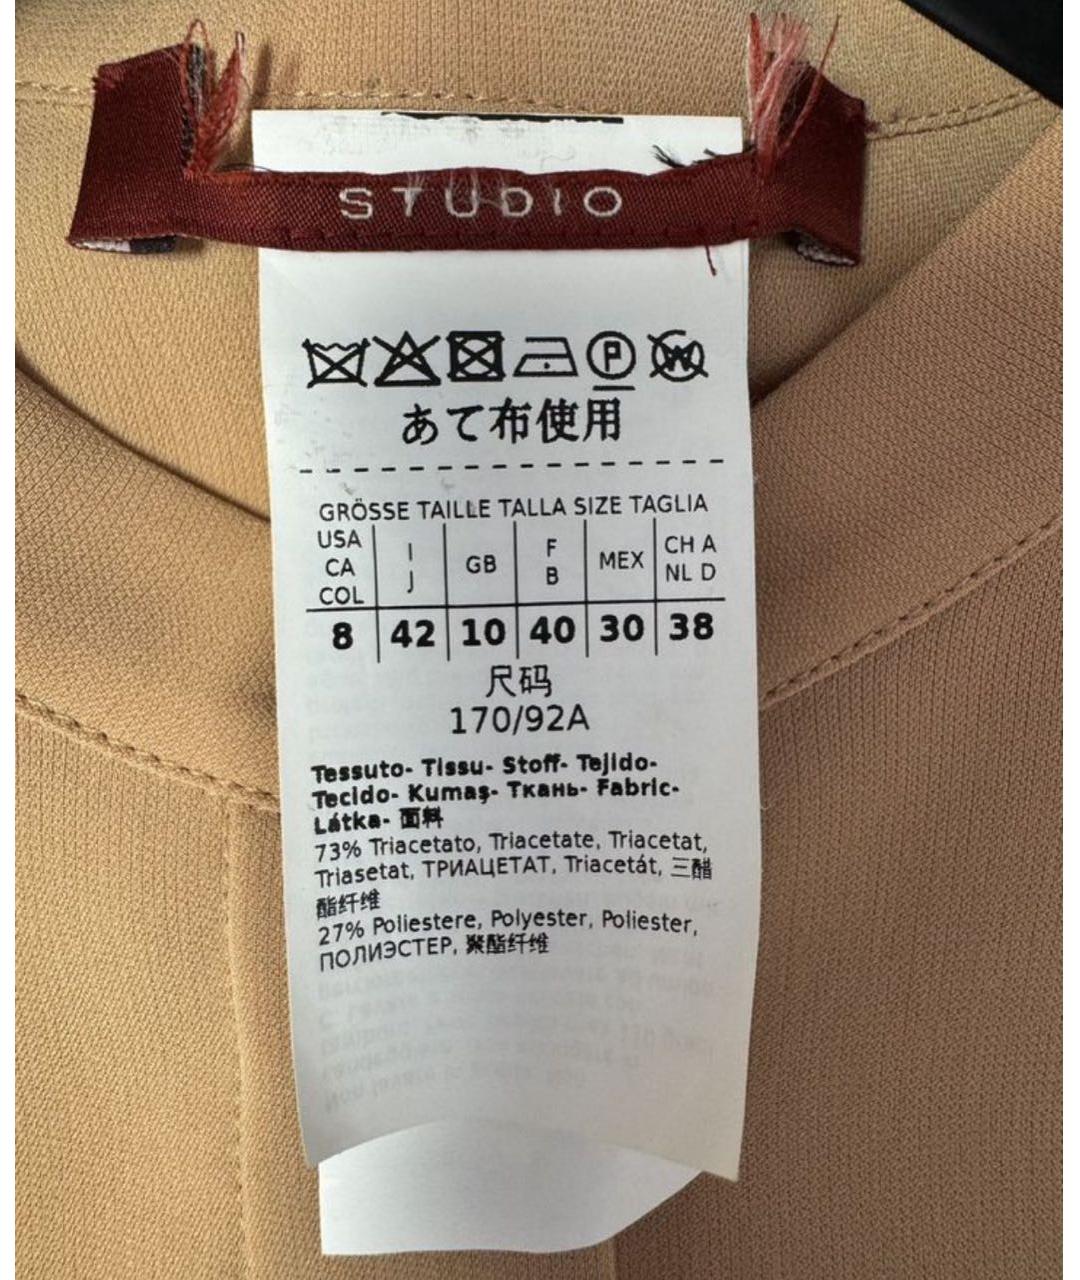 STUDIO
P
W
あて布使用
GRÖSSE TAILLE TALLA SIZE TAGLIA
USA CA COL | I J | GB | F B | MEX | CH A NL D
8 | 42 | 10 | 40 | 30 | 38
尺码
170/92A
Tessuto- Tissu- Stoff- Tejido-
Tecido- Kumaş- Ткань- Fabric-
Látka- 面料
73% Triacetato, Triacetate, Triacetat,
Triasetat, ТРИАЦЕТАТ, Triacetát, 三醋
酯纤维
27% Poliestere, Polyester, Poliester,
ПОЛИЭСТЕР, 聚酯纤维